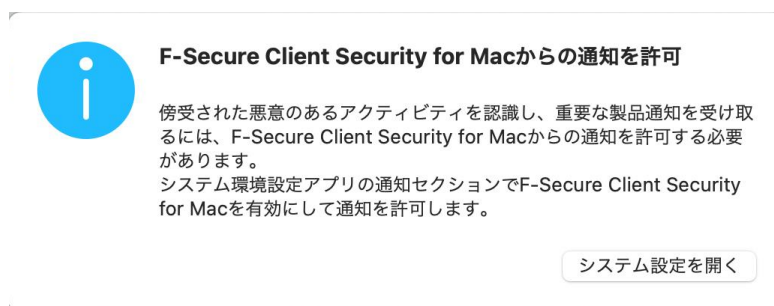 F-Secure Client Security for Macからの通知を許可
傍受された悪意のあるアクティビティを認識し、重要な製品通知を受け取
るには、F-Secure Client Security for Macからの通知を許可する必要
があります。
システム環境設定アプリの通知セクションでF-Secure Client Security
for Macを有効にして通知を許可します。
システム設定を開く